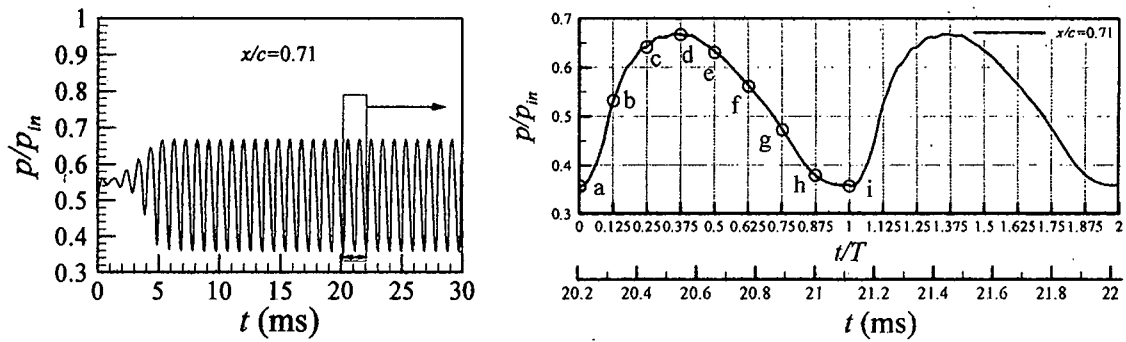 1
0.9
0.8
0.7
0.6
0.5
0.4
0.3
p/p_in
x/c=0.71
0 5 10 15 20 25 30
t (ms)
0.7
0.6
0.5
0.4
0.3
p/p_in
x/c=0.71
a
b
c
d
e
f
g
h
i
0 0.125 0.25 0.375 0.5 0.625 0.75 0.875 1 1.125 1.25 1.375 1.5 1.625 1.75 1.875 2
t/T
20.2 20.4 20.6 20.8 21 21.2 21.4 21.6 21.8 22
t (ms)